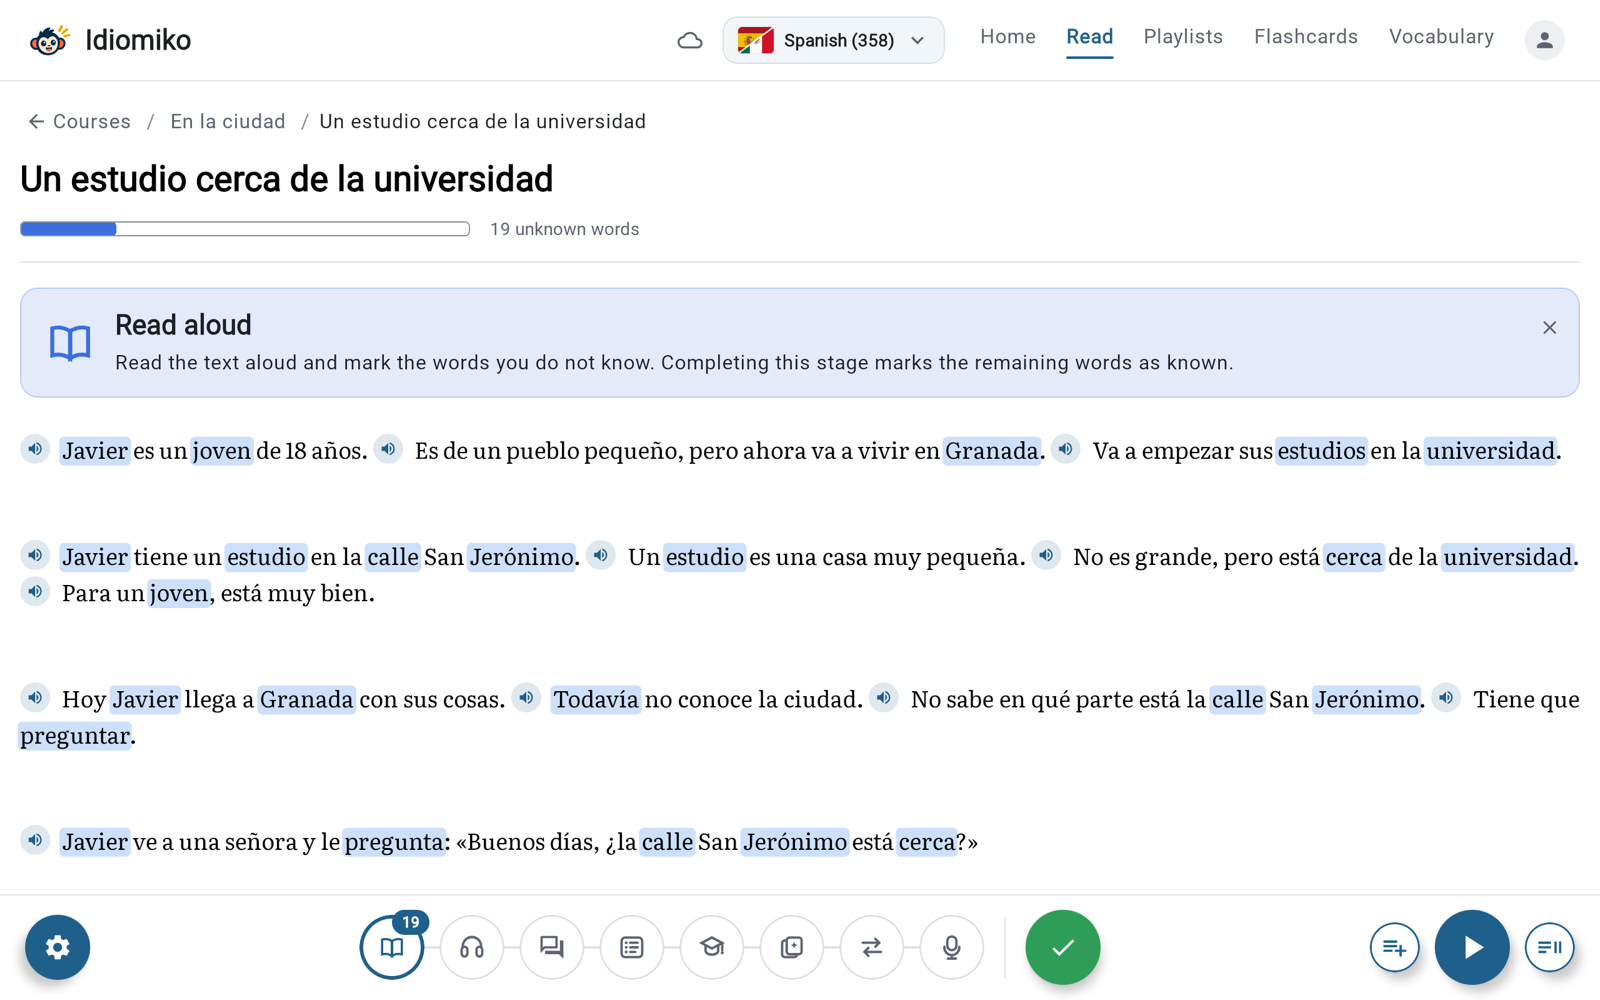 Idiomiko
Spanish (358)
Home
Read
Playlists
Flashcards
Vocabulary
Courses / En la ciudad / Un estudio cerca de la universidad
Un estudio cerca de la universidad
19 unknown words
Read aloud
Read the text aloud and mark the words you do not know. Completing this stage marks the remaining words as known.
Javier es un joven de 18 años. Es de un pueblo pequeño, pero ahora va a vivir en Granada. Va a empezar sus estudios en la universidad.
Javier tiene un estudio en la calle San Jerónimo. Un estudio es una casa muy pequeña. No es grande, pero está cerca de la universidad.
Para un joven, está muy bien.
Hoy Javier llega a Granada con sus cosas. Todavía no conoce la ciudad. No sabe en qué parte está la calle San Jerónimo. Tiene que
preguntar.
Javier ve a una señora y le pregunta: «Buenos días, ¿la calle San Jerónimo está cerca?»
19